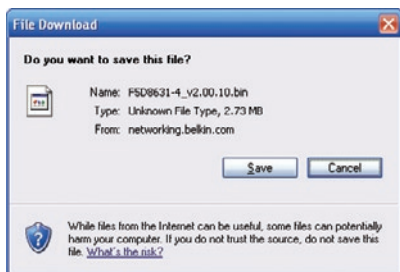 File Download
Do you want to save this file?
Name: F5D8631-4_v2.00.10.bin
Type: Unknown File Type, 2.73 MB
From: networking.belkin.com
Save
Cancel
While files from the Internet can be useful, some files can potentially
harm your computer. If you do not trust the source, do not save this
file. What's the risk?